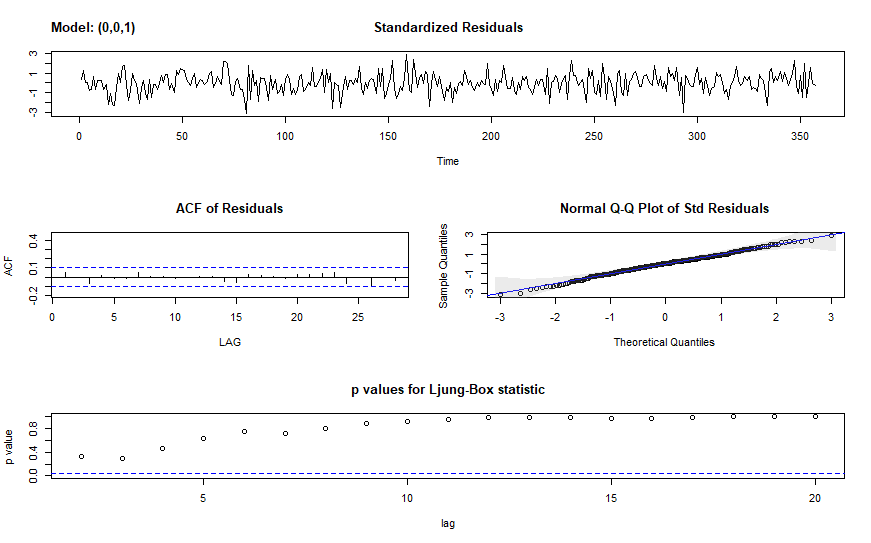 Model: (0,0,1) Standardized Residuals
3
1
-1
-3
0 50 100 150 200 250 300 350
Time
ACF of Residuals
ACF
0.4
0.1
-0.2
0 5 10 15 20 25
LAG
Normal Q-Q Plot of Std Residuals
Sample Quantiles
3
1
-1
-3
-3 -2 -1 0 1 2 3
Theoretical Quantiles
p values for Ljung-Box statistic
p value
0.8
0.4
0.0
5 10 15 20
lag